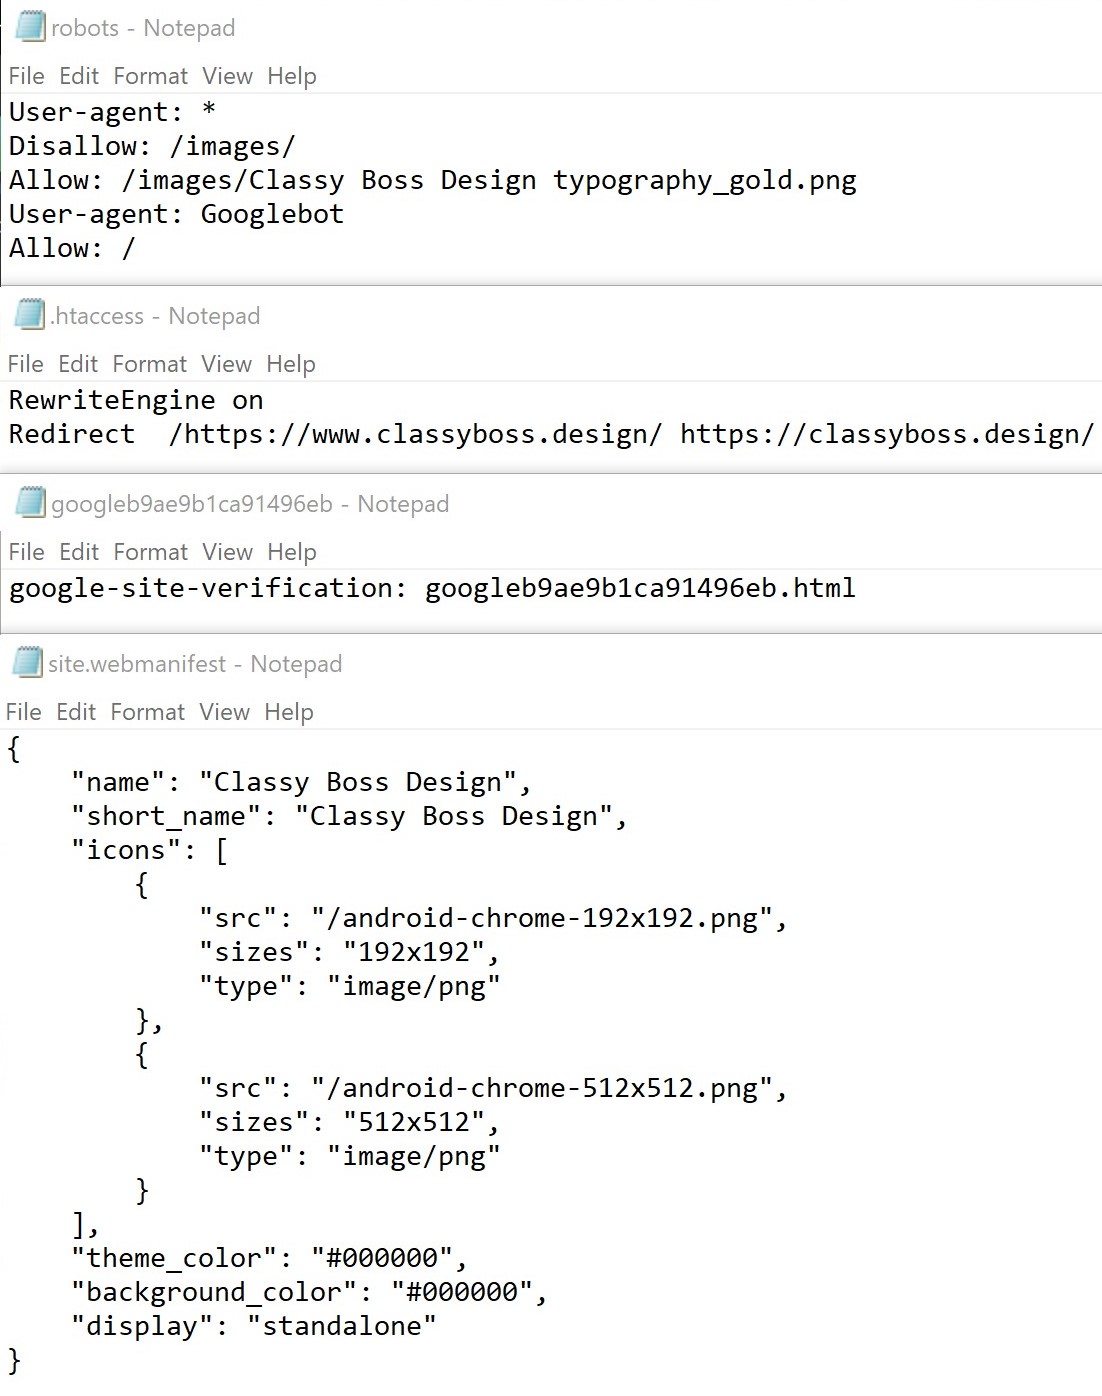 robots - Notepad
File Edit Format View Help
User-agent: *
Disallow: /images/
Allow: /images/Classy Boss Design typography_gold.png
User-agent: Googlebot
Allow: /
.htaccess - Notepad
File Edit Format View Help
RewriteEngine on
Redirect  /https://www.classyboss.design/ https://classyboss.design/
googleb9ae9b1ca91496eb - Notepad
File Edit Format View Help
google-site-verification: googleb9ae9b1ca91496eb.html
site.webmanifest - Notepad
File Edit Format View Help
{
    "name": "Classy Boss Design",
    "short_name": "Classy Boss Design",
    "icons": [
        {
            "src": "/android-chrome-192x192.png",
            "sizes": "192x192",
            "type": "image/png"
        },
        {
            "src": "/android-chrome-512x512.png",
            "sizes": "512x512",
            "type": "image/png"
        }
    ],
    "theme_color": "#000000",
    "background_color": "#000000",
    "display": "standalone"
}